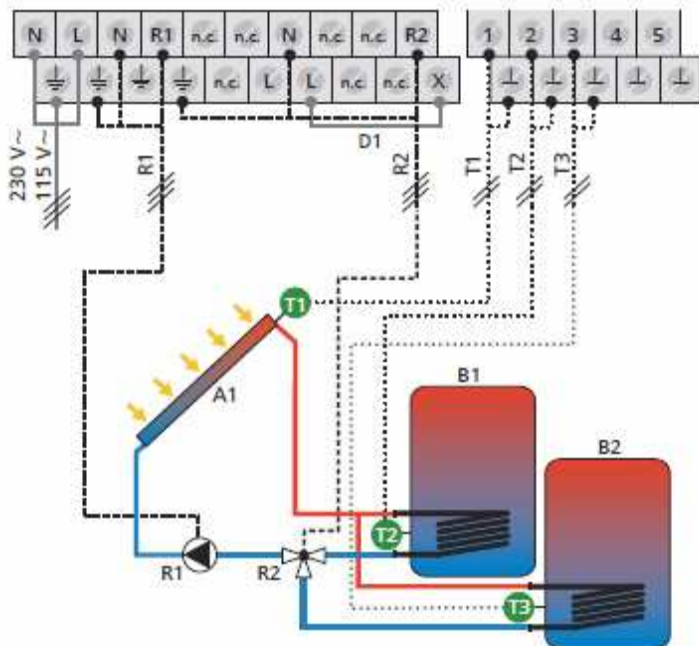 N L N R1 n.c. n.c. N n.c. n.c. R2 1 2 3 4 5
n.c. L L n.c. n.c. X
D1
230 V~
115 V~
R1
R2
T1
T2
T3
T1
A1
B1
B2
T2
R1
R2
T3